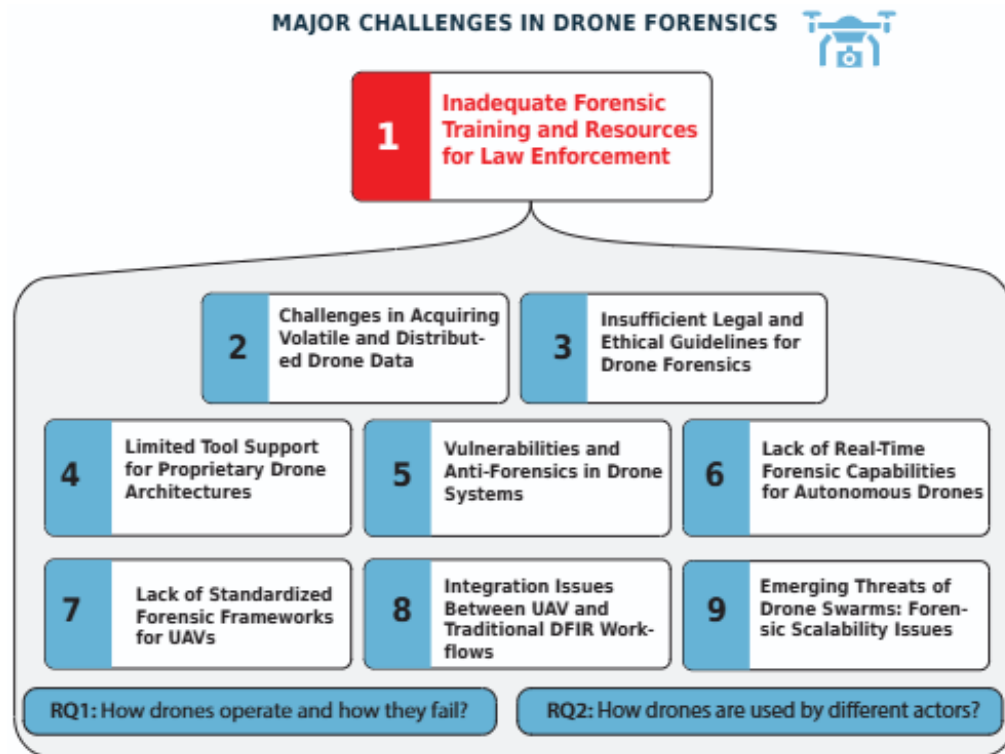 MAJOR CHALLENGES IN DRONE FORENSICS
1
Inadequate Forensic
Training and Resources
for Law Enforcement
2
Challenges in Acquiring
Volatile and Distribut-
ed Drone Data
3
Insufficient Legal and
Ethical Guidelines for
Drone Forensics
4
Limited Tool Support
for Proprietary Drone
Architectures
5
Vulnerabilities and
Anti-Forensics in Drone
Systems
6
Lack of Real-Time
Forensic Capabilities
for Autonomous Drones
7
Lack of Standardized
Forensic Frameworks
for UAVs
8
Integration Issues
Between UAV and
Traditional DFIR Work-
flows
9
Emerging Threats of
Drone Swarms: Foren-
sic Scalability Issues
RQ1: How drones operate and how they fail?
RQ2: How drones are used by different actors?